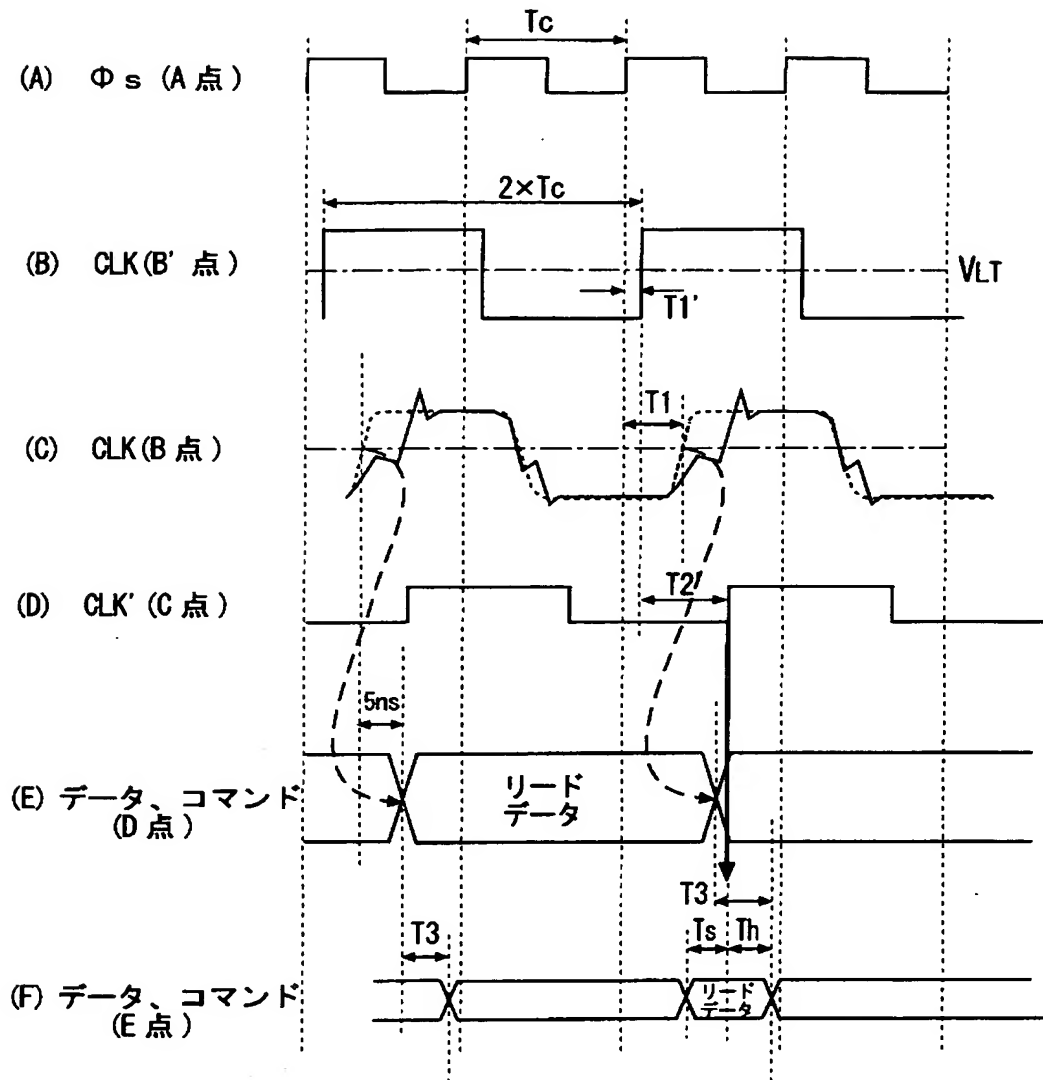 Tc
(A) Φs (A点)
2×Tc
(B) CLK(B'点)
VLT
T1'
T1
(C) CLK(B点)
T2'
(D) CLK'(C点)
5ns
(E) データ、コマンド
(D点)
リード
データ
T3
T3
Ts Th
(F) データ、コマンド
(E点)
リード
データ